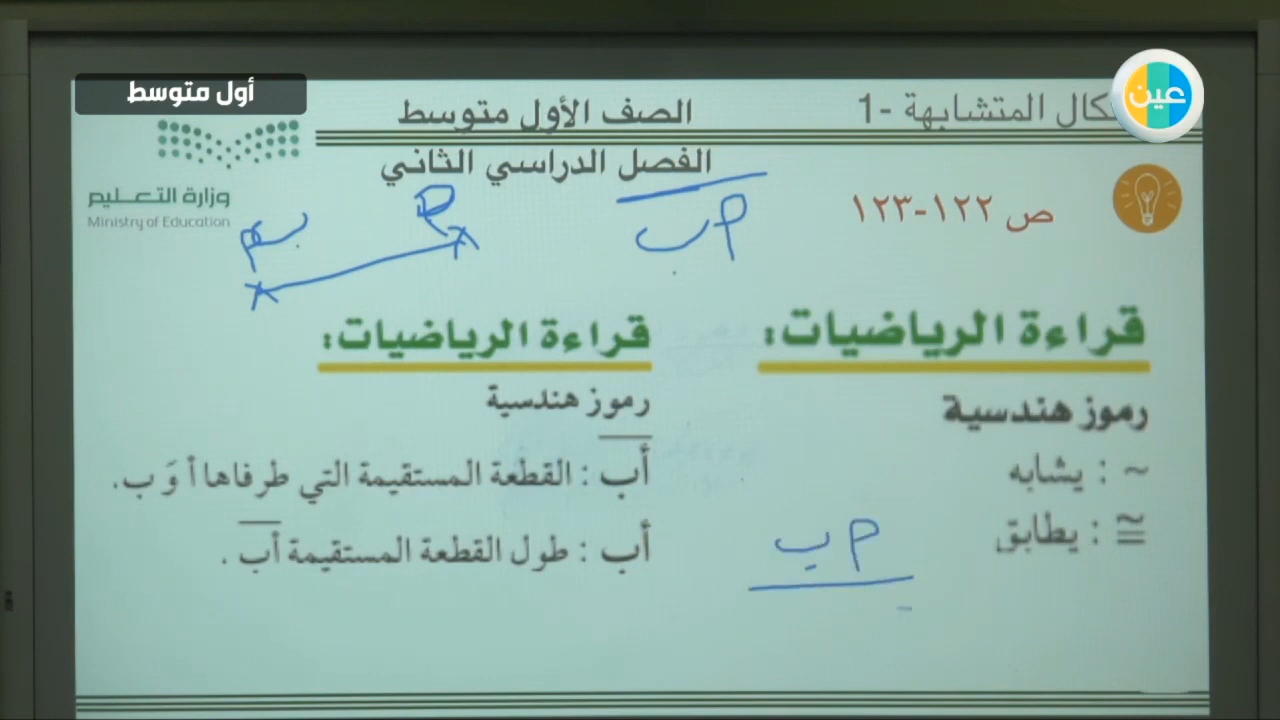 أول متوسط
عين
كال المتشابهة -1
الصف الأول متوسط
الفصل الدراسي الثاني
وزارة التعليم
Ministry of Education
ص ١٢٢-١٢٣
أ ب
قراءة الرياضيات:
رموز هندسية
~ : يشابه
≅ : يطابق
أ ب
قراءة الرياضيات:
رموز هندسية
أب : القطعة المستقيمة التي طرفاها أ وَ ب.
أب : طول القطعة المستقيمة أب .